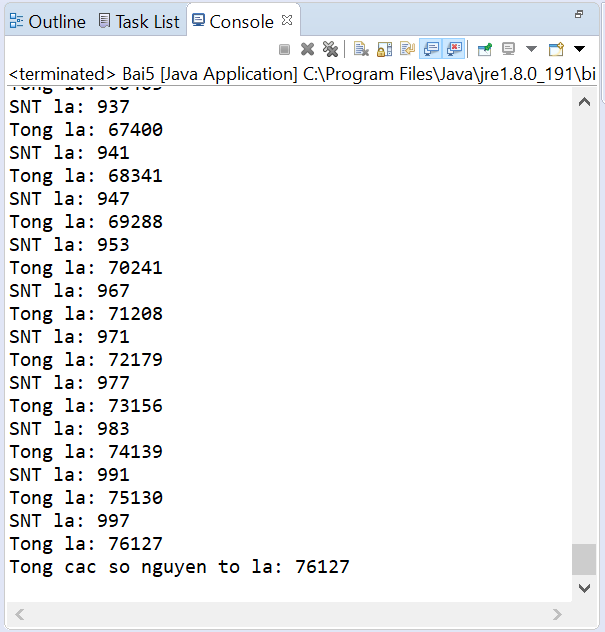 Outline Task List Console
<terminated> Bai5 [Java Application] C:\Program Files\Java\jre1.8.0_191\bi
Tong la:
SNT la: 937
Tong la: 67400
SNT la: 941
Tong la: 68341
SNT la: 947
Tong la: 69288
SNT la: 953
Tong la: 70241
SNT la: 967
Tong la: 71208
SNT la: 971
Tong la: 72179
SNT la: 977
Tong la: 73156
SNT la: 983
Tong la: 74139
SNT la: 991
Tong la: 75130
SNT la: 997
Tong la: 76127
Tong cac so nguyen to la: 76127